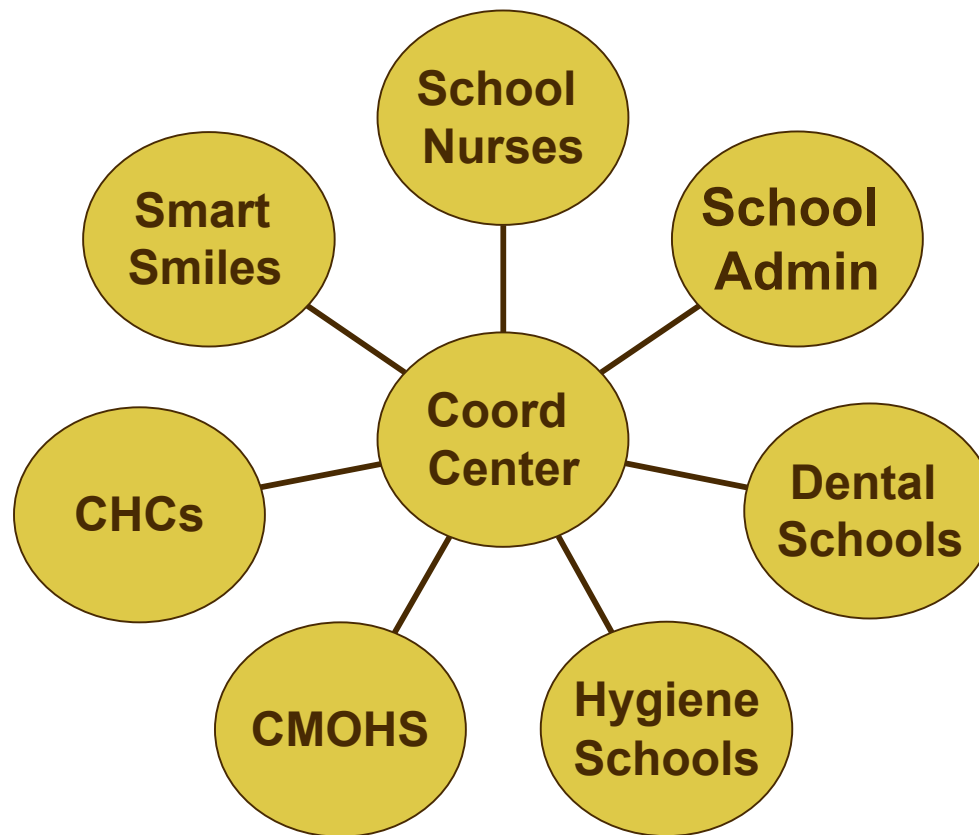 School
Nurses
Smart
Smiles
School
Admin
Coord
Center
CHCs
Dental
Schools
CMOHS
Hygiene
Schools